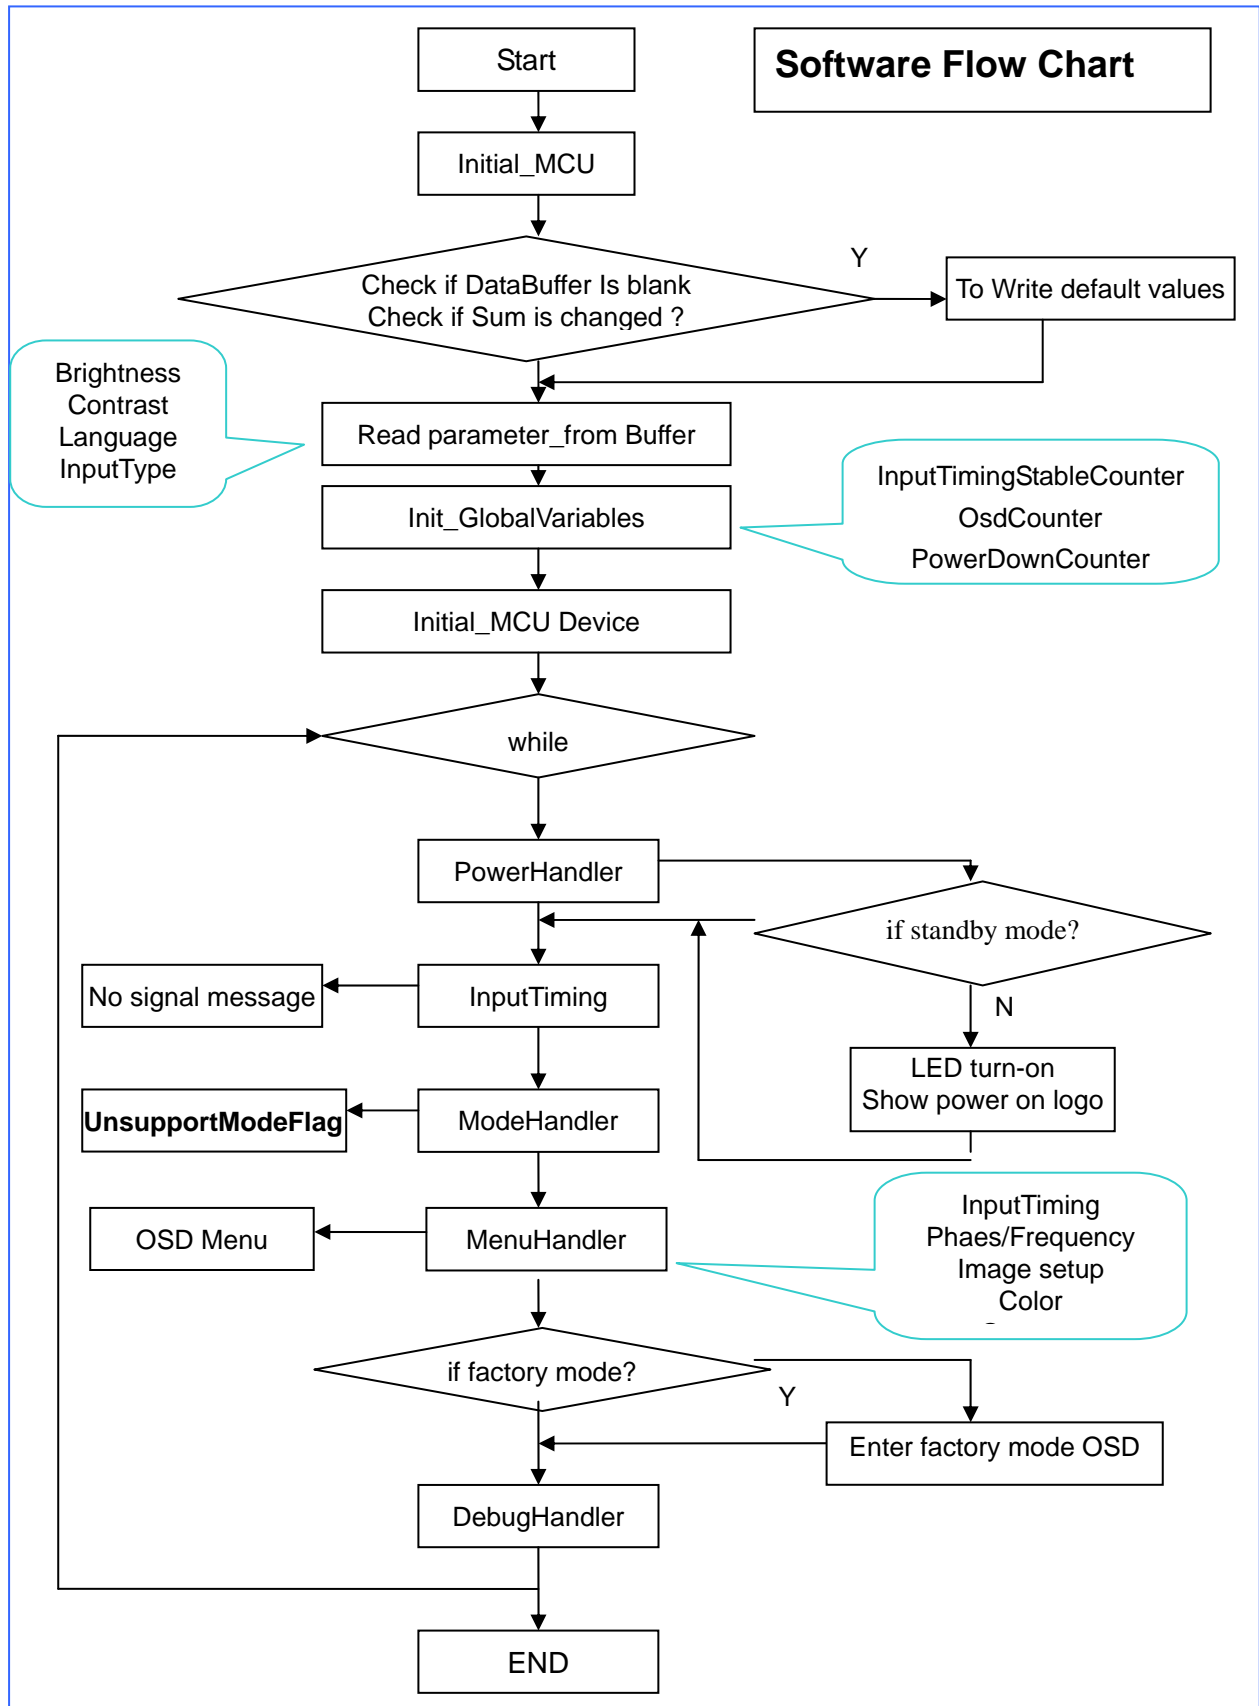 Start
Software Flow Chart
Initial_MCU
Check if DataBuffer Is blank
Check if Sum is changed ?
Y
To Write default values
Brightness
Contrast
Language
InputType
Read parameter_from Buffer
InputTimingStableCounter
OsdCounter
PowerDownCounter
Init_GlobalVariables
Initial_MCU Device
while
PowerHandler
if standby mode?
N
No signal message
InputTiming
LED turn-on
Show power on logo
UnsupportModeFlag
ModeHandler
OSD Menu
MenuHandler
InputTiming
Phaes/Frequency
Image setup
Color
if factory mode?
Y
Enter factory mode OSD
DebugHandler
END